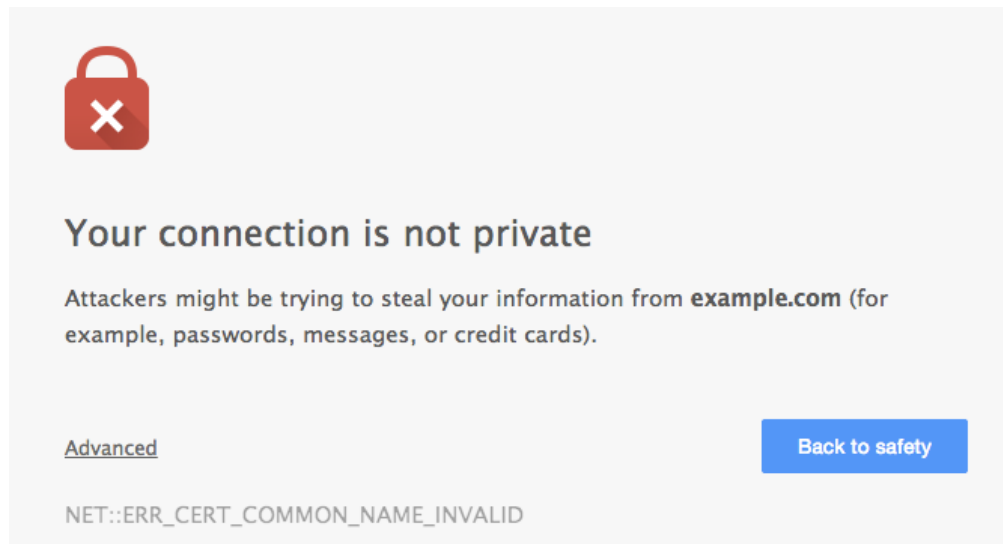 Your connection is not private
Attackers might be trying to steal your information from example.com (for
example, passwords, messages, or credit cards).
Advanced
Back to safety
NET::ERR_CERT_COMMON_NAME_INVALID